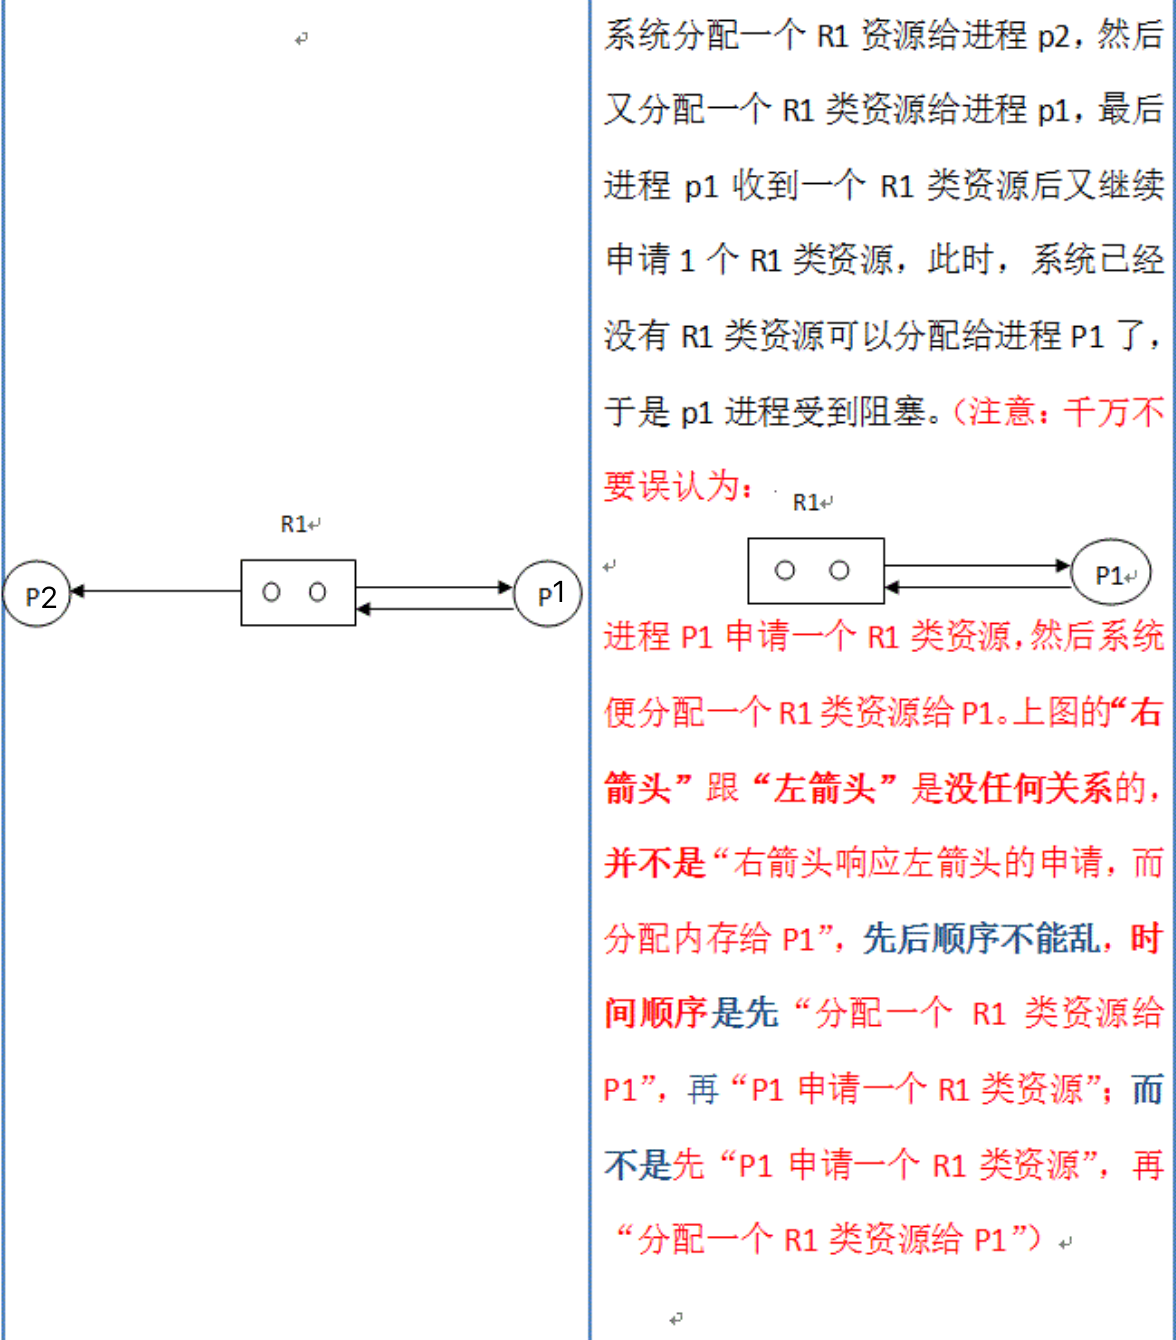 R1
P2
P1
系统分配一个 R1 资源给进程 p2，然后
又分配一个 R1 类资源给进程 p1，最后
进程 p1 收到一个 R1 类资源后又继续
申请 1 个 R1 类资源，此时，系统已经
没有 R1 类资源可以分配给进程 P1 了，
于是 p1 进程受到阻塞。（注意：千万不
要误认为：
R1
P1
进程 P1 申请一个 R1 类资源，然后系统
便分配一个 R1 类资源给 P1。上图的“右
箭头”跟“左箭头”是没任何关系的，
并不是“右箭头响应左箭头的申请，而
分配内存给 P1”，先后顺序不能乱，时
间顺序是先“分配一个 R1 类资源给
P1”，再“P1 申请一个 R1 类资源”；而
不是先“P1 申请一个 R1 类资源”，再
“分配一个 R1 类资源给 P1”）